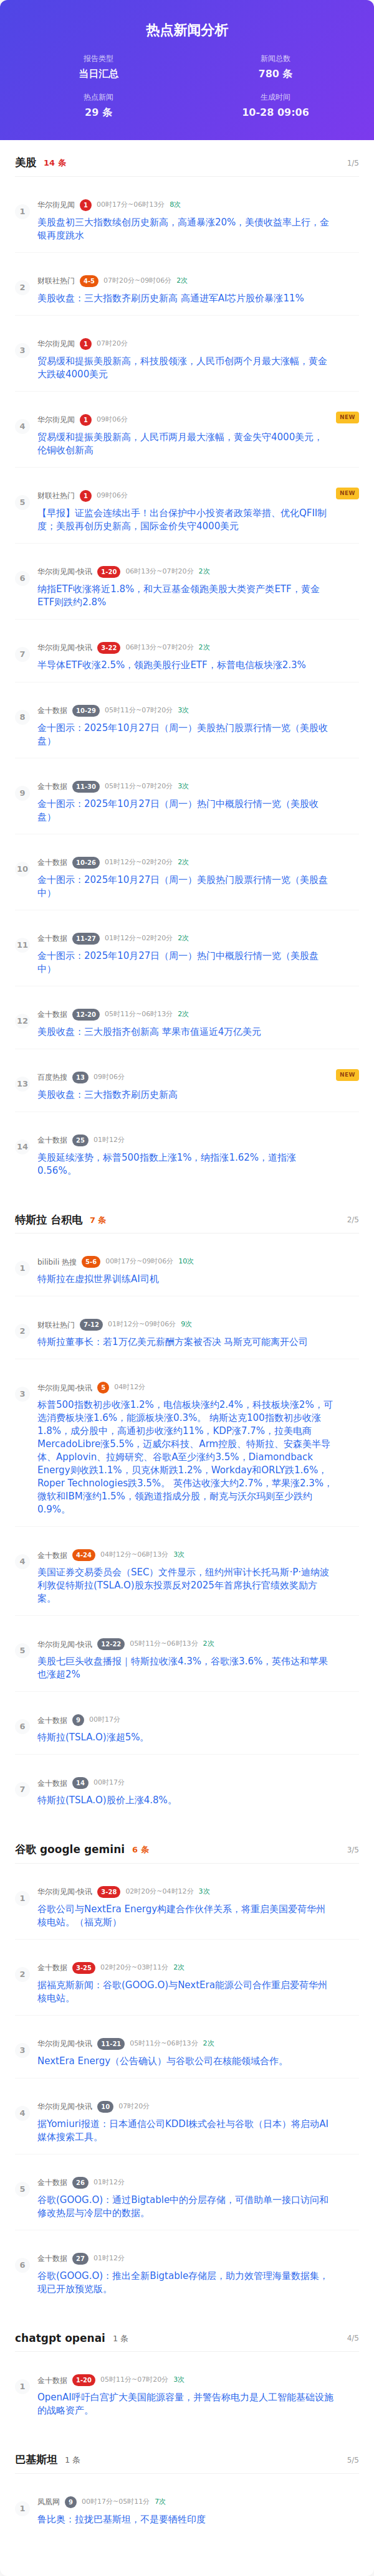 热点新闻分析
报告类型
当日汇总
新闻总数
780 条
热点新闻
29 条
生成时间
10-28 09:06
美股 14 条 1/5
1
华尔街见闻 1 00时17分~06时13分 8次
美股盘初三大指数续创历史新高，高通暴涨20%，美债收益率上行，金
银再度跳水
2
财联社热门 4-5 07时20分~09时06分 2次
美股收盘：三大指数齐刷历史新高 高通进军AI芯片股价暴涨11%
3
华尔街见闻 1 07时20分
贸易缓和提振美股新高，科技股领涨，人民币创两个月最大涨幅，黄金
大跌破4000美元
4
华尔街见闻 1 09时06分 NEW
贸易缓和提振美股新高，人民币两月最大涨幅，黄金失守4000美元，
伦铜收创新高
5
财联社热门 1 09时06分 NEW
【早报】证监会连续出手！出台保护中小投资者政策举措、优化QFII制
度；美股再创历史新高，国际金价失守4000美元
6
华尔街见闻-快讯 1-20 06时13分~07时20分 2次
纳指ETF收涨将近1.8%，和大豆基金领跑美股大类资产类ETF，黄金
ETF则跌约2.8%
7
华尔街见闻-快讯 3-22 06时13分~07时20分 2次
半导体ETF收涨2.5%，领跑美股行业ETF，标普电信板块涨2.3%
8
金十数据 10-29 05时11分~07时20分 3次
金十图示：2025年10月27日（周一）美股热门股票行情一览（美股收
盘）
9
金十数据 11-30 05时11分~07时20分 3次
金十图示：2025年10月27日（周一）热门中概股行情一览（美股收
盘）
10
金十数据 10-26 01时12分~02时20分 2次
金十图示：2025年10月27日（周一）美股热门股票行情一览（美股盘
中）
11
金十数据 11-27 01时12分~02时20分 2次
金十图示：2025年10月27日（周一）热门中概股行情一览（美股盘
中）
12
金十数据 12-20 05时11分~06时13分 2次
美股收盘：三大股指齐创新高 苹果市值逼近4万亿美元
13
百度热搜 13 09时06分 NEW
美股收盘：三大指数齐刷历史新高
14
金十数据 25 01时12分
美股延续涨势，标普500指数上涨1%，纳指涨1.62%，道指涨
0.56%。
特斯拉 台积电 7 条 2/5
1
bilibili 热搜 5-6 00时17分~09时06分 10次
特斯拉在虚拟世界训练AI司机
2
财联社热门 7-12 01时12分~09时06分 9次
特斯拉董事长：若1万亿美元薪酬方案被否决 马斯克可能离开公司
3
华尔街见闻-快讯 5 04时12分
标普500指数初步收涨1.2%，电信板块涨约2.4%，科技板块涨2%，可
选消费板块涨1.6%，能源板块涨0.3%。 纳斯达克100指数初步收涨
1.8%，成分股中，高通初步收涨约11%，KDP涨7.7%，拉美电商
MercadoLibre涨5.5%，迈威尔科技、Arm控股、特斯拉、安森美半导
体、Applovin、拉姆研究、谷歌A至少涨约3.5%，Diamondback
Energy则收跌1.1%，贝克休斯跌1.2%，Workday和ORLY跌1.6%，
Roper Technologies跌3.5%。 英伟达收涨大约2.7%，苹果涨2.3%，
微软和IBM涨约1.5%，领跑道指成分股，耐克与沃尔玛则至少跌约
0.9%。
4
金十数据 4-24 04时12分~06时13分 3次
美国证券交易委员会（SEC）文件显示，纽约州审计长托马斯·P·迪纳波
利敦促特斯拉(TSLA.O)股东投票反对2025年首席执行官绩效奖励方
案。
5
华尔街见闻-快讯 12-22 05时11分~06时13分 2次
美股七巨头收盘播报｜特斯拉收涨4.3%，谷歌涨3.6%，英伟达和苹果
也涨超2%
6
金十数据 9 00时17分
特斯拉(TSLA.O)涨超5%。
7
金十数据 14 00时17分
特斯拉(TSLA.O)股价上涨4.8%。
谷歌 google gemini 6 条 3/5
1
华尔街见闻-快讯 3-28 02时20分~04时12分 3次
谷歌公司与NextEra Energy构建合作伙伴关系，将重启美国爱荷华州
核电站。（福克斯）
2
金十数据 3-25 02时20分~03时11分 2次
据福克斯新闻：谷歌(GOOG.O)与NextEra能源公司合作重启爱荷华州
核电站。
3
华尔街见闻-快讯 11-21 05时11分~06时13分 2次
NextEra Energy（公告确认）与谷歌公司在核能领域合作。
4
华尔街见闻-快讯 10 07时20分
据Yomiuri报道：日本通信公司KDDI株式会社与谷歌（日本）将启动AI
媒体搜索工具。
5
金十数据 26 01时12分
谷歌(GOOG.O)：通过Bigtable中的分层存储，可借助单一接口访问和
修改热层与冷层中的数据。
6
金十数据 27 01时12分
谷歌(GOOG.O)：推出全新Bigtable存储层，助力效管理海量数据集，
现已开放预览版。
chatgpt openai 1 条 4/5
1
金十数据 1-20 05时11分~07时20分 3次
OpenAI呼吁白宫扩大美国能源容量，并警告称电力是人工智能基础设施
的战略资产。
巴基斯坦 1 条 5/5
1
凤凰网 9 00时17分~05时11分 7次
鲁比奥：拉拢巴基斯坦，不是要牺牲印度